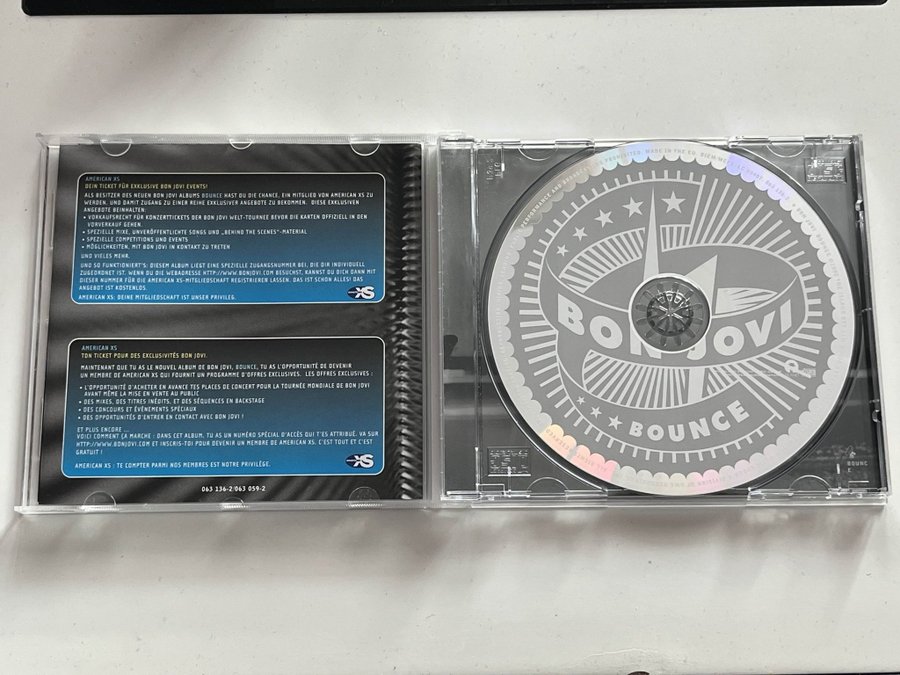 AMERICAN XS
DEIN TICKET FÜR EXCLUSIVE BON JOVI EVENTS!
ALS BESITZER DES NEUEN BON JOVI ALBUMS BOUNCE HAST DU DIE CHANCE, EIN MITGLIED VON AMERICAN XS ZU
WERDEN, UND DAMIT ZUGANG ZU EINER REIHE EXKLUSIVER ANGEBOTE ZU BEKOMMEN. DIESE EXCLUSIVEN
ANGEBOTE BEINHALTEN:
• VORKAUFSRECHT FÜR KONZERTTICKETS DER BON JOVI WELT-TOURNEE BEVOR DIE KARTEN OFFIZIELL IN DEN
VORVERKAUF GEHEN.
• SPEZIELLE MIXE, UNVERÖFFENTLICHTE SONGS UND „BEHIND THE SCENES"-MATERIAL
• SPEZIELLE COMPETITIONS UND EVENTS
• MÖGLICHKEITEN, MIT BON JOVI IN KONTAKT ZU TRETEN
UND VIELES MEHR.
UND SO FUNKTIONIERT'S: DIESEM ALBUM LIEGT EINE SPEZIELLE ZUGANGSNUMMER BEI, DIE DIR INDIVIDUELL
ZUGEORDNET IST. WENN DU DIE WEBADRESSE HTTP://WWW.BONJOVI.COM BESUCHST, KANNST DU DICH DANN MIT
DIESER NUMMER FÜR DIE AMERICAN XS-MITGLIEDSCHAFT REGISTRIEREN LASSEN. DAS IST SCHON ALLES! DAS
ANGEBOT IST KOSTENLOS.
AMERICAN XS: DEINE MITGLIEDSCHAFT IST UNSER PRIVILEG.
XS
AMERICAN XS
TON TICKET POUR DES EXCLUSIVITÉS BON JOVI.
MAINTENANT QUE TU AS LE NOUVEL ALBUM DE BON JOVI, BOUNCE, TU AS L'OPPORTUNITÉ DE DEVENIR
UN MEMBRE DE AMERICAN XS QUI FOURNIT UN PROGRAMME D'OFFRES EXCLUSIVES. LES OFFRES EXCLUSIVES :
• L'OPPORTUNITÉ D'ACHETER EN AVANCE TES PLACES DE CONCERT POUR LA TOURNÉE MONDIALE DE BON JOVI
AVANT MÊME LA MISE EN VENTE AU PUBLIC
• DES MIXES, DES TITRES INÉDITS, ET DES SÉQUENCES EN BACKSTAGE
• DES CONCOURS ET ÉVÉNEMENTS SPÉCIAUX
• DES OPPORTUNITÉS D'ENTRER EN CONTACT AVEC BON JOVI !
ET PLUS ENCORE ...
VOICI COMMENT ÇA MARCHE : DANS CET ALBUM, TU AS UN NUMÉRO SPÉCIAL D'ACCÈS QUI T'ES ATTRIBUÉ. VA SUR
HTTP://WWW.BONJOVI.COM ET INSCRIS-TOI POUR DEVENIR UN MEMBRE DE AMERICAN XS. C'EST TOUT ET C'EST
GRATUIT !
AMERICAN XS : TE COMPTER PARMI NOS MEMBRES EST NOTRE PRIVILÈGE.
XS
063 136-2/063 059-2
MADE IN THE EU.
BON JOVI
BOUNCE